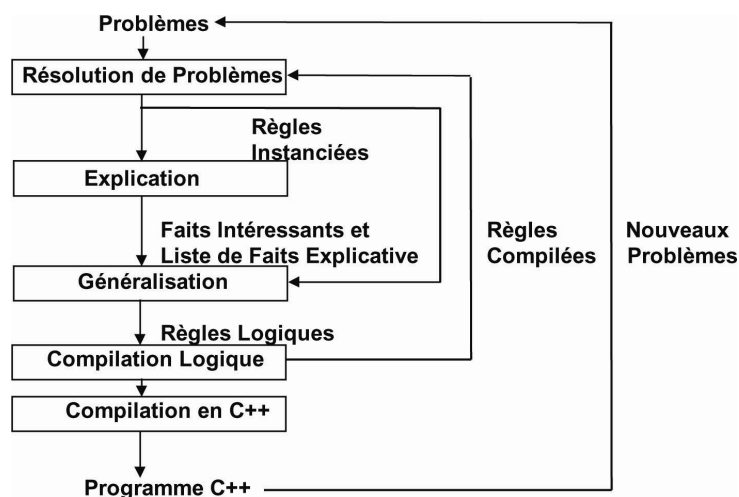 Problèmes
Résolution de Problèmes
Règles
Instanciées
Explication
Faits Intéressants et
Liste de Faits Explicative
Règles
Compilées
Nouveaux
Problèmes
Généralisation
Règles Logiques
Compilation Logique
Compilation en C++
Programme C++